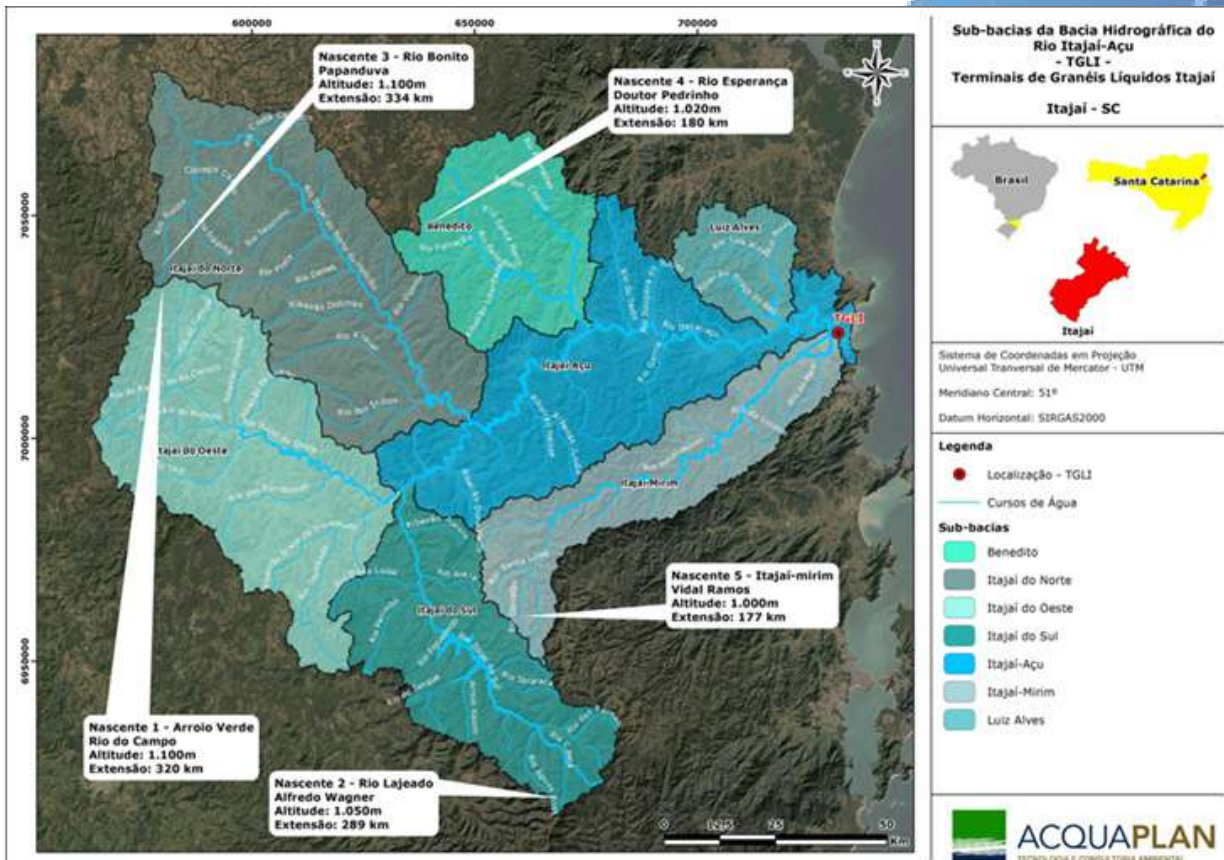 600000
650000
700000
7050000
7000000
6950000
Nascente 3 - Rio Bonito
Papanduva
Altitude: 1.100m
Extensão: 334 km
Nascente 4 - Rio Esperança
Doutor Pedrinho
Altitude: 1.020m
Extensão: 180 km
Benedito
Luiz Alves
Itajaí do Norte
TGLI
Itajaí Açu
Itajaí do Oeste
Itajaí-Mirim
Itajaí do Sul
Nascente 5 - Itajaí-mirim
Vidal Ramos
Altitude: 1.000m
Extensão: 177 km
Nascente 1 - Arroio Verde
Rio do Campo
Altitude: 1.100m
Extensão: 320 km
Nascente 2 - Rio Lajeado
Alfredo Wagner
Altitude: 1.050m
Extensão: 289 km
0 12,5 25 50
Km
Sub-bacias da Bacia Hidrográfica do
Rio Itajaí-Açu
- TGLI -
Terminais de Granéis Líquidos Itajaí
Itajaí - SC
Brasil
Santa Catarina
Itajaí
Sistema de Coordenadas em Projeção
Universal Tranversal de Mercator - UTM
Meridiano Central: 51º
Datum Horizontal: SIRGAS2000
Legenda
Localização - TGLI
Cursos de Água
Sub-bacias
Benedito
Itajaí do Norte
Itajaí do Oeste
Itajaí do Sul
Itajaí-Açu
Itajaí-Mirim
Luiz Alves
ACQUAPLAN
TECNOLOGIA E CONSULTORIA AMBIENTAL